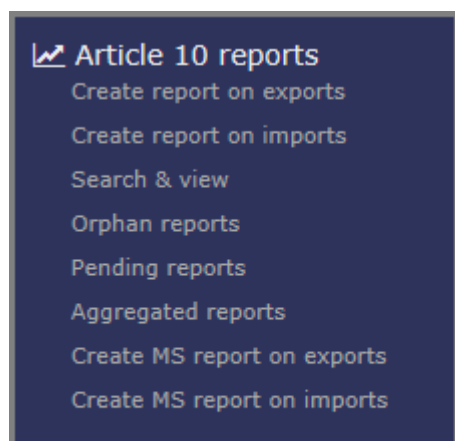 Article 10 reports
Create report on exports
Create report on imports
Search & view
Orphan reports
Pending reports
Aggregated reports
Create MS report on exports
Create MS report on imports